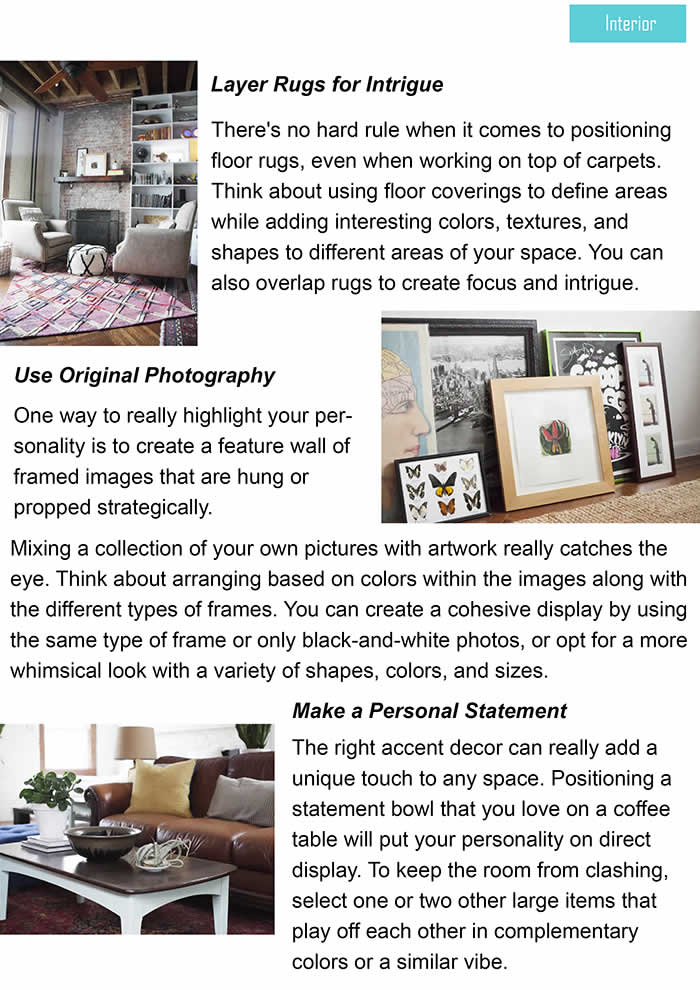 Interior
Layer Rugs for Intrigue
There's no hard rule when it comes to positioning
floor rugs, even when working on top of carpets.
Think about using floor coverings to define areas
while adding interesting colors, textures, and
shapes to different areas of your space. You can
also overlap rugs to create focus and intrigue.
Use Original Photography
One way to really highlight your per-
sonality is to create a feature wall of
framed images that are hung or
propped strategically.
Mixing a collection of your own pictures with artwork really catches the
eye. Think about arranging based on colors within the images along with
the different types of frames. You can create a cohesive display by using
the same type of frame or only black-and-white photos, or opt for a more
whimsical look with a variety of shapes, colors, and sizes.
Make a Personal Statement
The right accent decor can really add a
unique touch to any space. Positioning a
statement bowl that you love on a coffee
table will put your personality on direct
display. To keep the room from clashing,
select one or two other large items that
play off each other in complementary
colors or a similar vibe.